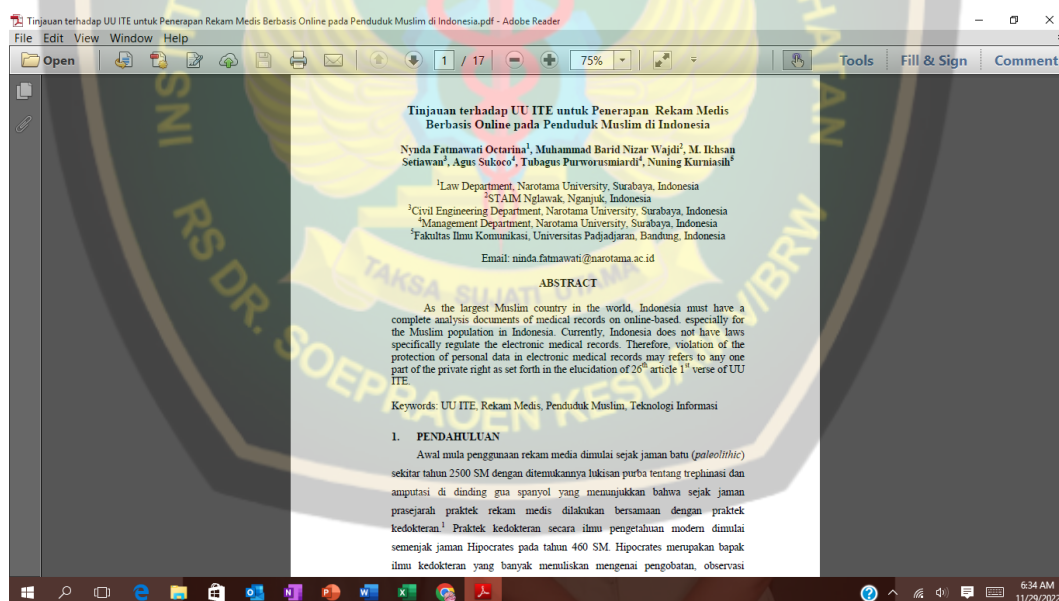 Tinjauan terhadap UU ITE untuk Penerapan Rekam Medis Berbasis Online pada Penduduk Muslim di Indonesia.pdf - Adobe Reader
File Edit View Window Help
Open 1 / 17 75% Tools Fill & Sign Comment
Tinjauan terhadap UU ITE untuk Penerapan Rekam Medis
Berbasis Online pada Penduduk Muslim di Indonesia
Nynda Fatmawati Octarina¹, Muhammad Barid Nizar Wajdi², M. Ikhsan
Setiawan³, Agus Sukoco⁴, Tubagus Purworusmiardi⁴, Nuning Kurniasih⁵
¹Law Department, Narotama University, Surabaya, Indonesia
²STAIM Nglawak, Nganjuk, Indonesia
³Civil Engineering Department, Narotama University, Surabaya, Indonesia
⁴Management Department, Narotama University, Surabaya, Indonesia
⁵Fakultas Ilmu Komunikasi, Universitas Padjadjaran, Bandung, Indonesia
Email: ninda.fatmawati@narotama.ac.id
ABSTRACT
As the largest Muslim country in the world, Indonesia must have a
complete analysis documents of medical records on online-based. especially for
the Muslim population in Indonesia. Currently, Indonesia does not have laws
specifically regulate the electronic medical records. Therefore, violation of the
protection of personal data in electronic medical records may refers to any one
part of the private right as set forth in the elucidation of 26th article 1st verse of UU
ITE.
Keywords: UU ITE, Rekam Medis, Penduduk Muslim, Teknologi Informasi
1. PENDAHULUAN
Awal mula penggunaan rekam media dimulai sejak jaman batu (paleolithic)
sekitar tahun 2500 SM dengan ditemukannya lukisan purba tentang trephinasi dan
amputasi di dinding gua spanyol yang memunjukkan bahwa sejak jaman
prasejarah praktek rekam medis dilakukan bersamaan dengan praktek
kedokteran.¹ Praktek kedokteran secara ilmu pengetahuan modern dimulai
semenjak jaman Hipocrates pada tahun 460 SM. Hipocrates merupakan bapak
ilmu kedokteran yang banyak menuliskan mengenai pengobatan, observasi
TAKSA SUJATI UTAMA
RS DR. SOEPRAOEN KESDAM V/BRW
6:34 AM